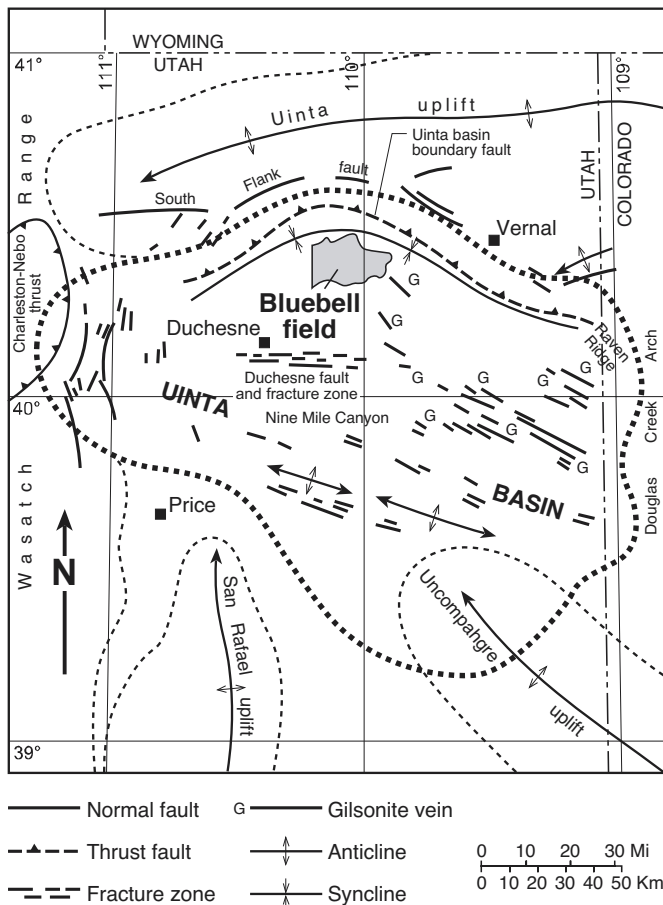 WYOMING
UTAH
41°
111°
110°
109°
Uinta uplift
Uinta basin
boundary fault
UTAH
COLORADO
South Flank fault
Vernal
Wasatch Range
Charleston-Nebo
thrust
Bluebell
field
Duchesne
Raven
Ridge
Duchesne fault
and fracture zone
40°
UINTA BASIN
Nine Mile Canyon
G
G
G
G
G
G
G
G
G
G
G
Douglas Creek Arch
Price
N
San Rafael uplift
Uncompahgre uplift
39°
Normal fault
G Gilsonite vein
Thrust fault
Anticline
Fracture zone
Syncline
0 10 20 30 Mi
0 10 20 30 40 50 Km